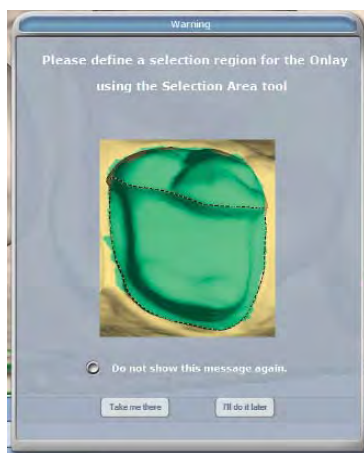 Warning
Please define a selection region for the Onlay
using the Selection Area tool
Do not show this message again.
Take me there
I'll do it later